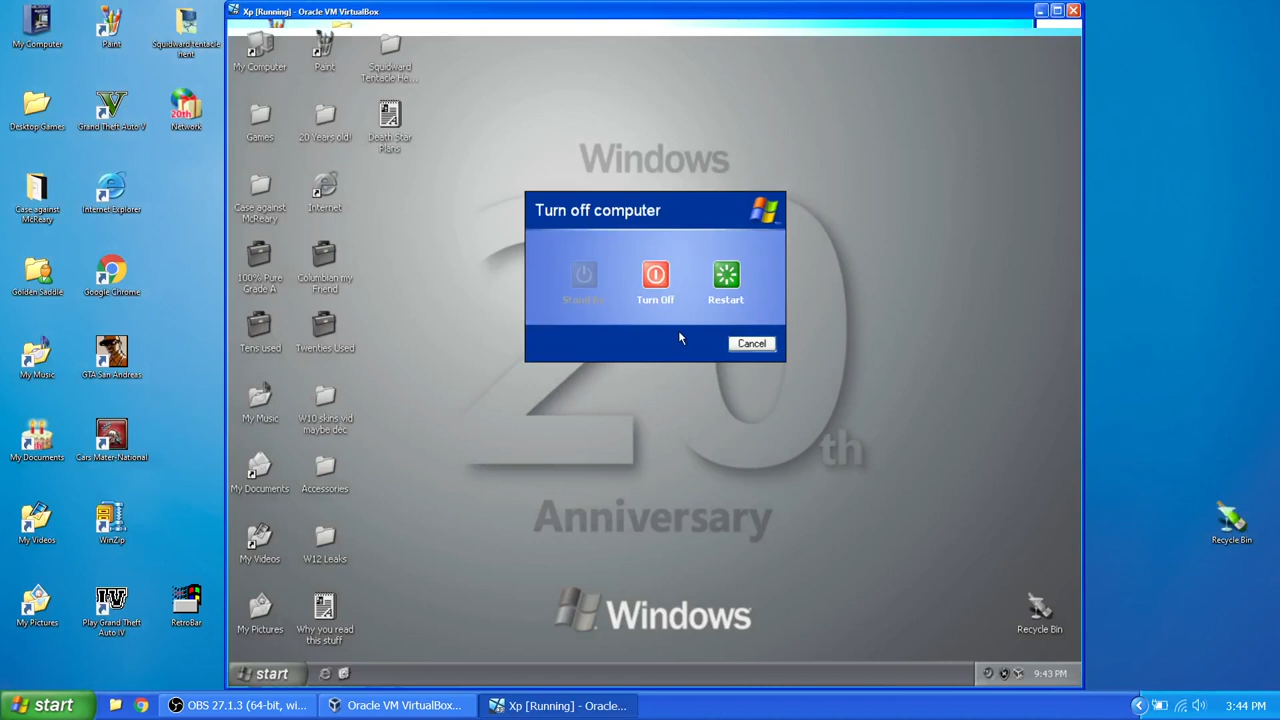 Xp [Running] - Oracle VM VirtualBox
My Computer
Paint
Squidward tentacle
nent
Desktop Games
Grand Theft Auto V
20th
Network
Case against
McReary
Internet Explorer
Golden Saddle
Google Chrome
My Music
GTA San Andreas
My Documents
Cars Mater-National
My Videos
WinZip
My Pictures
Play Grand Theft
Auto IV
RetroBar
My Computer
Paint
Squidward
Tentacle He...
Games
20 Years old!
Death Star
Plans
Case against
McReary
Internet
100% Pure
Grade A
Columbian my
Friend
Tens used
Twenties Used
My Music
W10 skins vid
maybe dec
My Documents
Accessories
My Videos
W12 Leaks
My Pictures
Why you read
this stuff
Windows
20th
Anniversary
Windows
Turn off computer
Stand By
Turn Off
Restart
Cancel
Recycle Bin
Recycle Bin
start
9:43 PM
start
OBS 27.1.3 (64-bit, wi...
Oracle VM VirtualBox...
Xp [Running] - Oracle...
3:44 PM